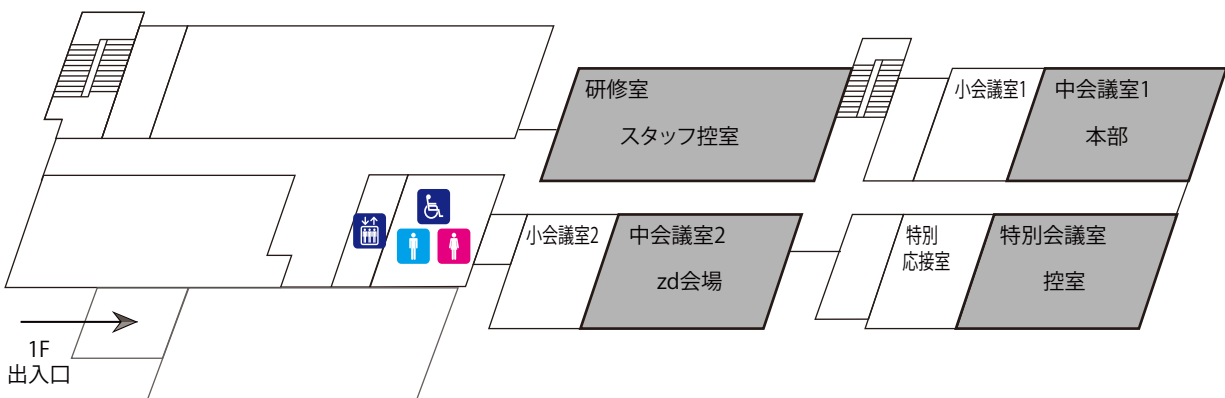 研修室
スタッフ控室
小会議室1
中会議室1
本部
小会議室2
中会議室2
zd会場
特別
応接室
特別会議室
控室
1F
出入口